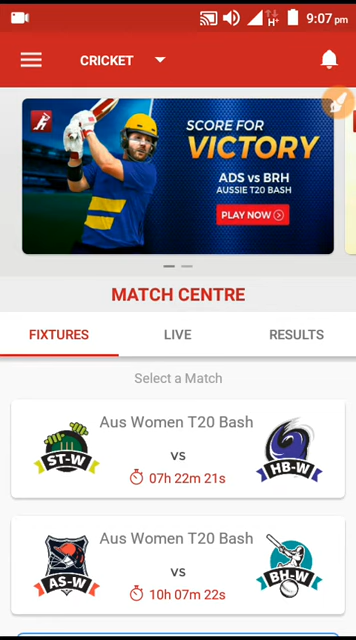 H+ 9:07 pm
CRICKET
SCORE FOR
VICTORY
ADS vs BRH
AUSSIE T20 BASH
PLAY NOW
MATCH CENTRE
FIXTURES LIVE RESULTS
Select a Match
Aus Women T20 Bash
ST-W vs HB-W
07h 22m 21s
Aus Women T20 Bash
AS-W vs BH-W
10h 07m 22s